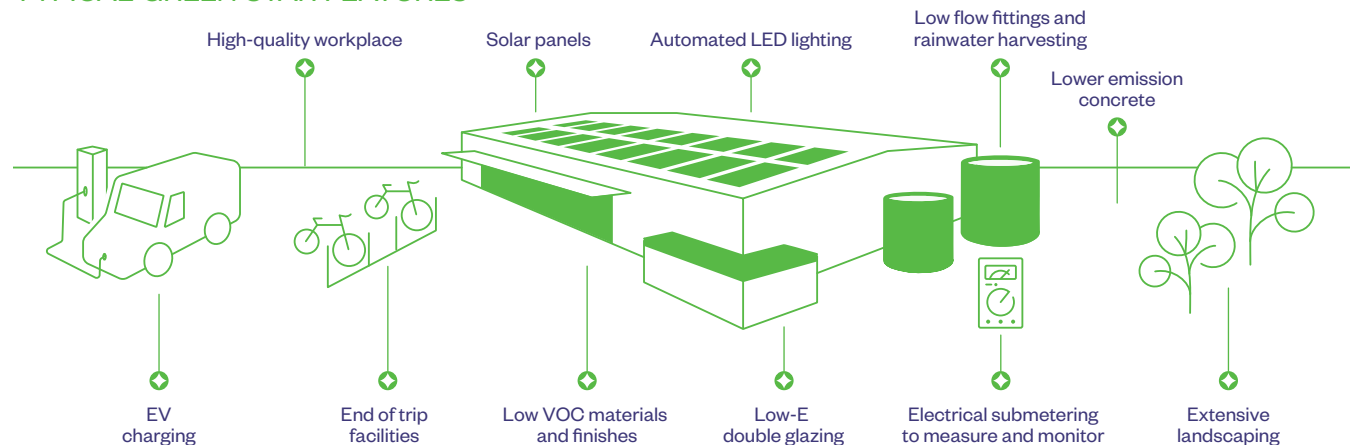 High-quality workplace
Solar panels
Automated LED lighting
Low flow fittings and
rainwater harvesting
Lower emission
concrete
EV
charging
End of trip
facilities
Low VOC materials
and finishes
Low-E
double glazing
Electrical submetering
to measure and monitor
Extensive
landscaping